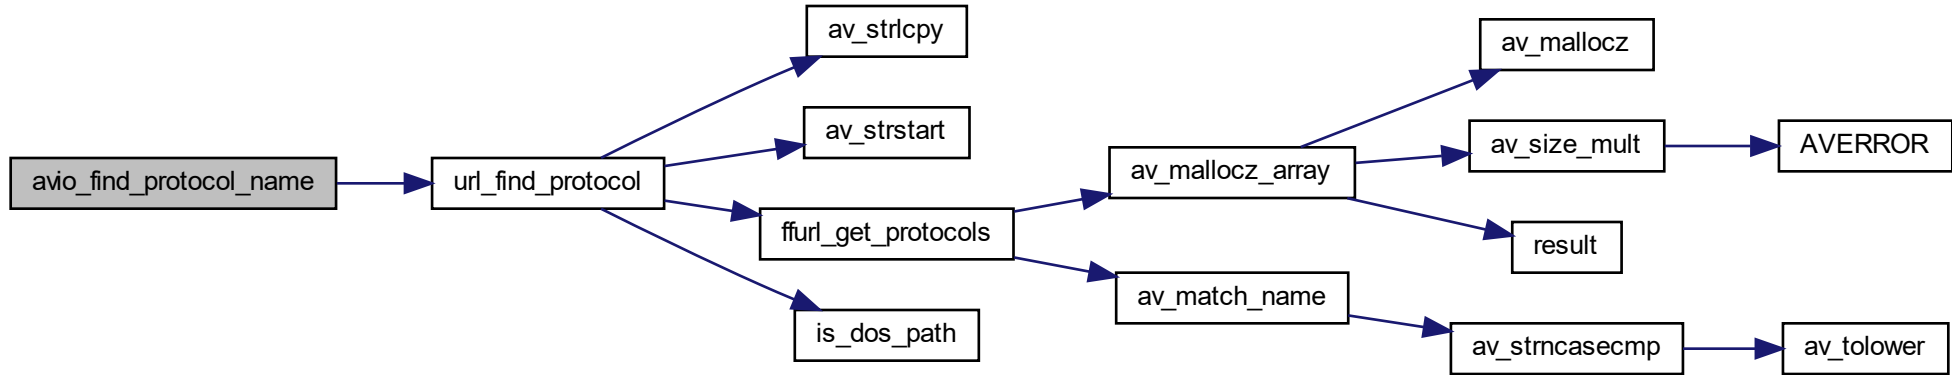 avio_find_protocol_name
url_find_protocol
av_strlcpy
av_strstart
ffurl_get_protocols
is_dos_path
av_mallocz_array
av_match_name
av_mallocz
av_size_mult
result
av_strncasecmp
AVERROR
av_tolower